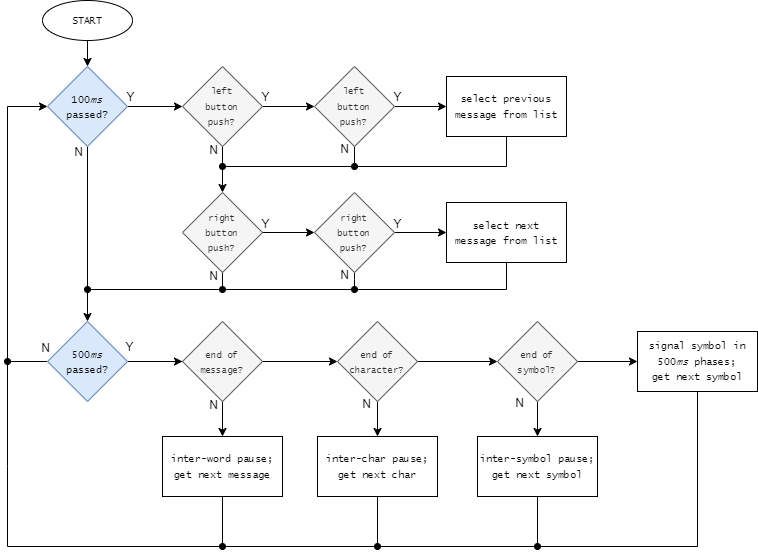 START
100ms
passed?
Y
left
button
push?
Y
left
button
push?
Y
select previous
message from list
N
N
N
right
button
push?
Y
right
button
push?
Y
select next
message from list
N
N
N
500ms
passed?
Y
end of
message?
end of
character?
end of
symbol?
signal symbol in
500ms phases;
get next symbol
N
N
N
inter-word pause;
get next message
inter-char pause;
get next char
inter-symbol pause;
get next symbol